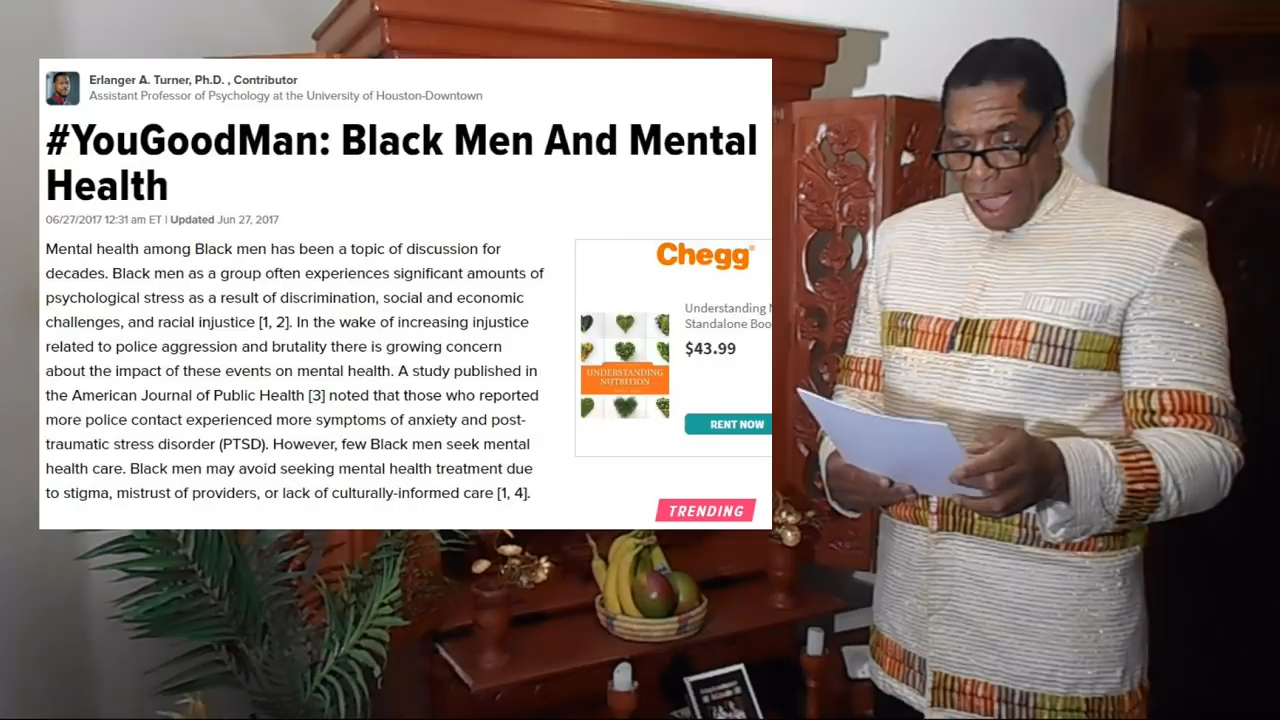 Erlanger A. Turner, Ph.D. , Contributor
Assistant Professor of Psychology at the University of Houston-Downtown
#YouGoodMan: Black Men And Mental
Health
06/27/2017 12:31 am ET | Updated Jun 27, 2017
Mental health among Black men has been a topic of discussion for
decades. Black men as a group often experiences significant amounts of
psychological stress as a result of discrimination, social and economic
challenges, and racial injustice [1, 2]. In the wake of increasing injustice
related to police aggression and brutality there is growing concern
about the impact of these events on mental health. A study published in
the American Journal of Public Health [3] noted that those who reported
more police contact experienced more symptoms of anxiety and post-
traumatic stress disorder (PTSD). However, few Black men seek mental
health care. Black men may avoid seeking mental health treatment due
to stigma, mistrust of providers, or lack of culturally-informed care [1, 4].
Chegg
Understanding
Standalone Boo
$43.99
UNDERSTANDING
NUTRITION
RENT NOW
TRENDING